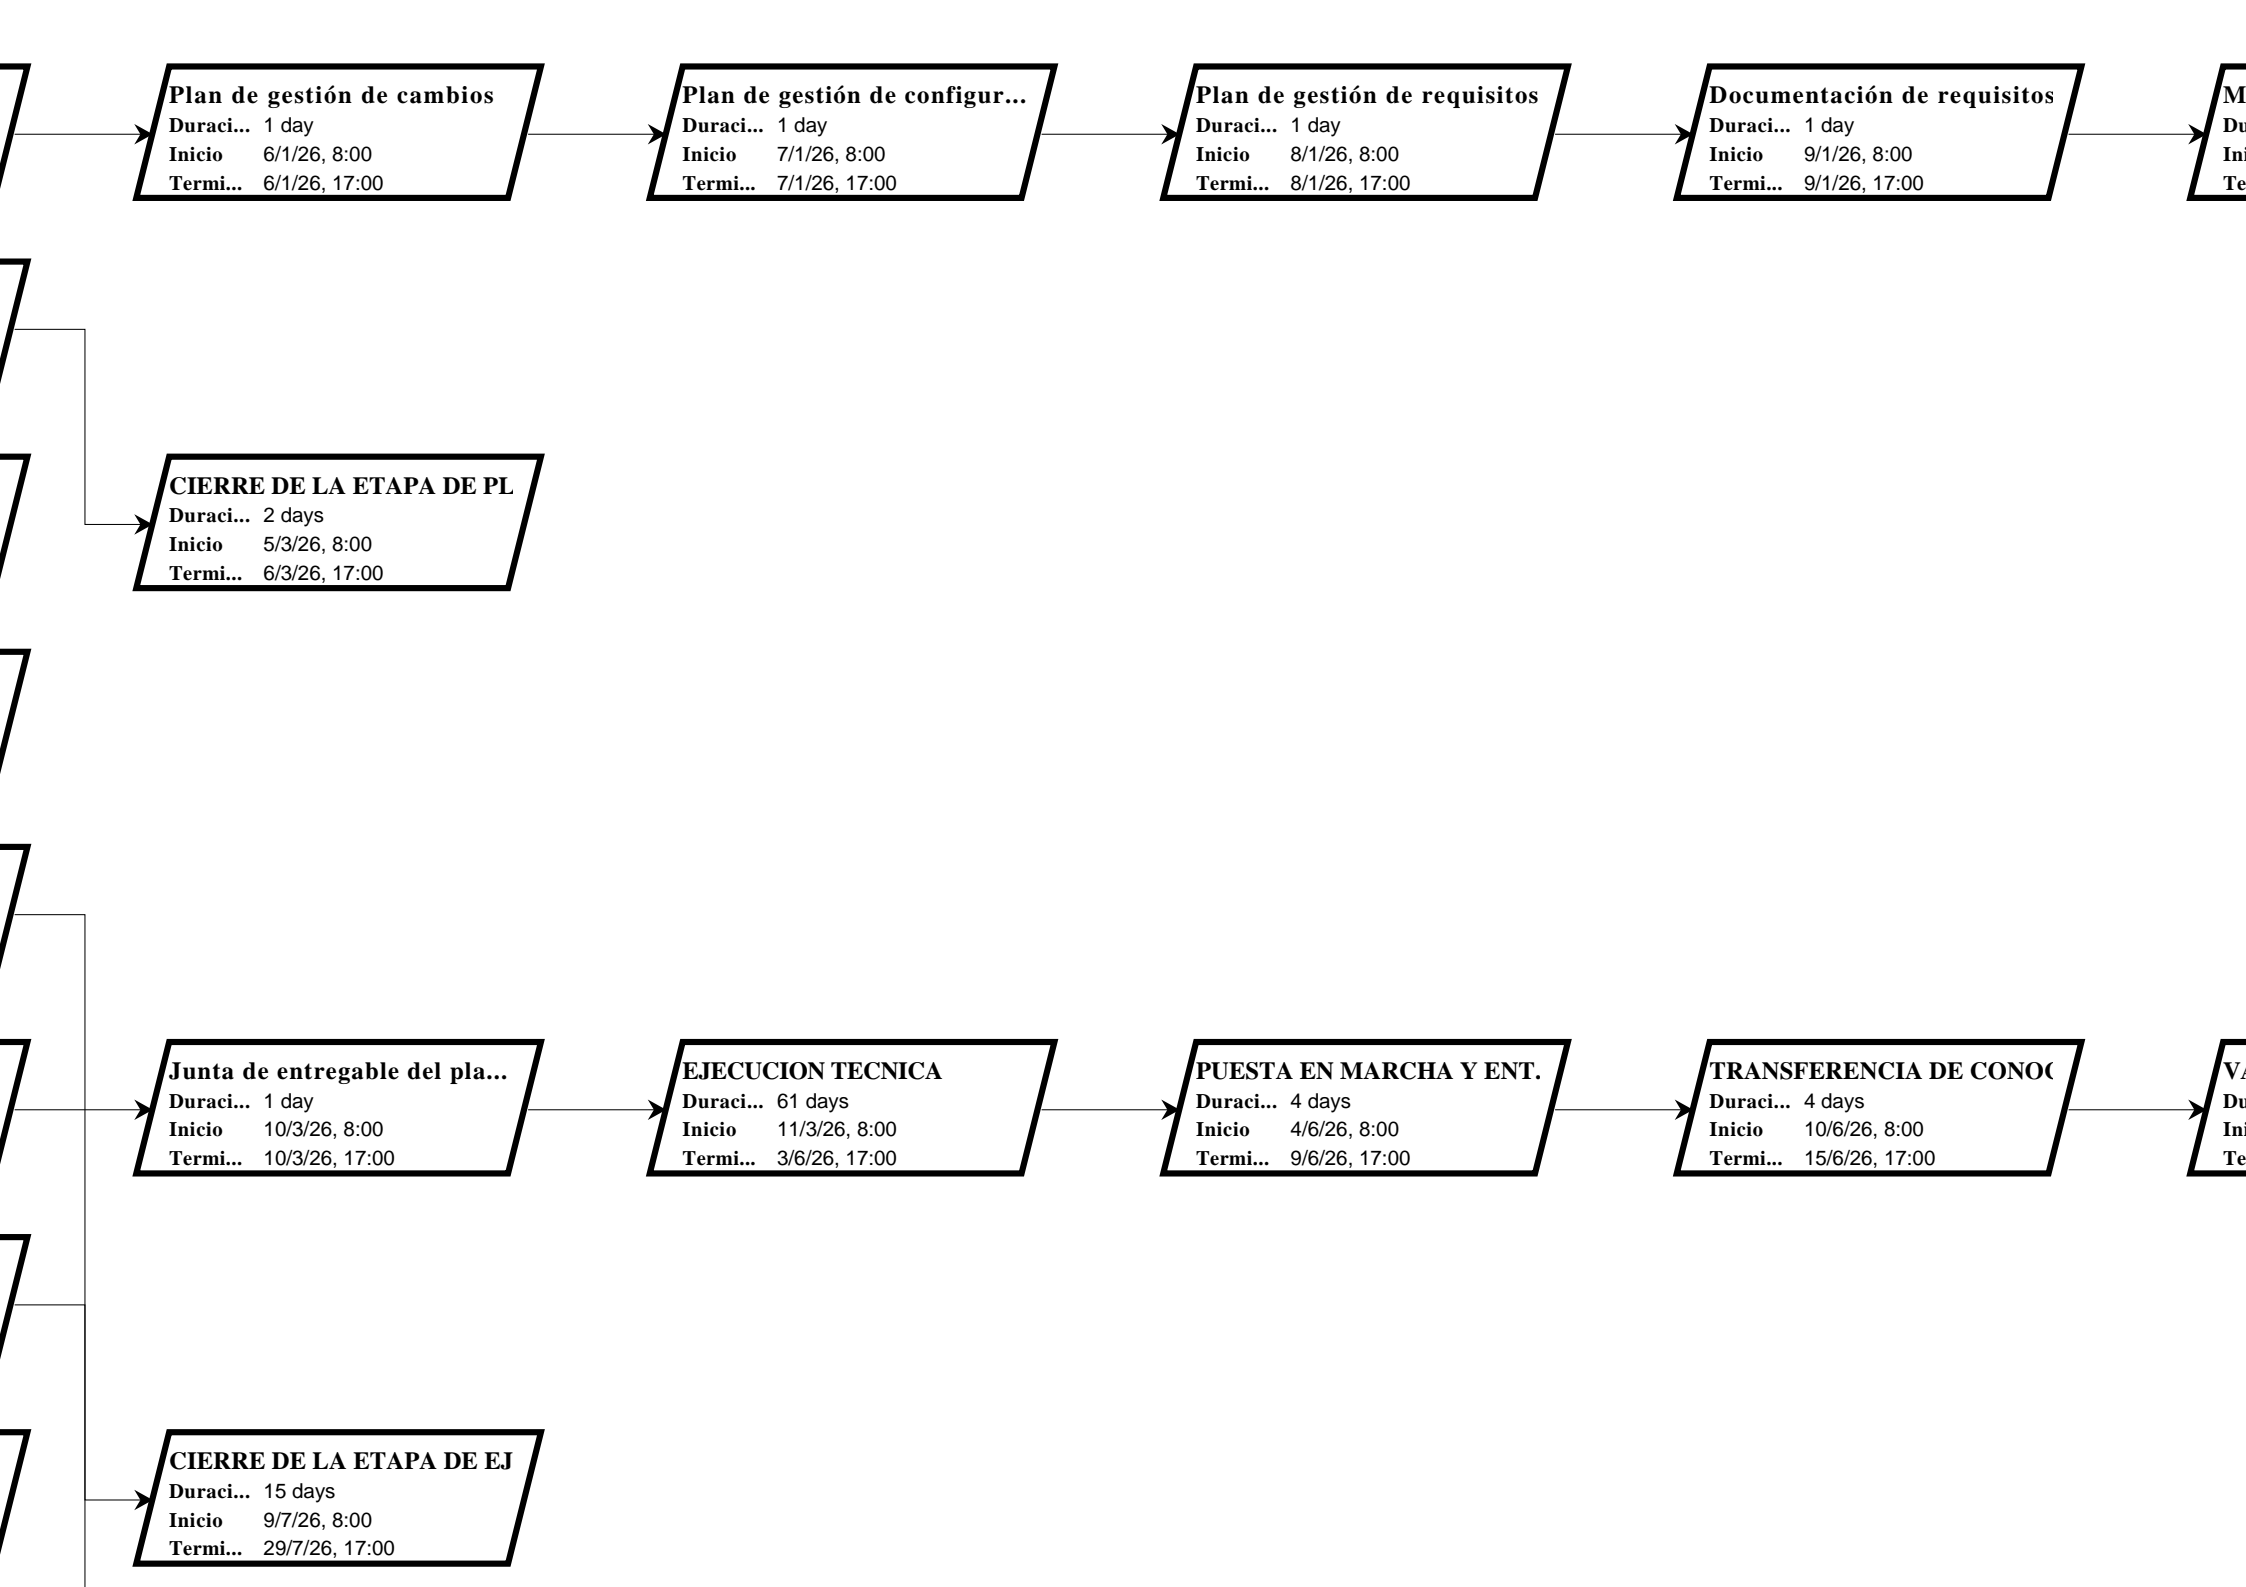 Plan de gestión de cambios
Duraci... 1 day
Inicio 6/1/26, 8:00
Termi... 6/1/26, 17:00
Plan de gestión de configur...
Duraci... 1 day
Inicio 7/1/26, 8:00
Termi... 7/1/26, 17:00
Plan de gestión de requisitos
Duraci... 1 day
Inicio 8/1/26, 8:00
Termi... 8/1/26, 17:00
Documentación de requisitos
Duraci... 1 day
Inicio 9/1/26, 8:00
Termi... 9/1/26, 17:00
CIERRE DE LA ETAPA DE PL
Duraci... 2 days
Inicio 5/3/26, 8:00
Termi... 6/3/26, 17:00
Junta de entregable del pla...
Duraci... 1 day
Inicio 10/3/26, 8:00
Termi... 10/3/26, 17:00
EJECUCION TECNICA
Duraci... 61 days
Inicio 11/3/26, 8:00
Termi... 3/6/26, 17:00
PUESTA EN MARCHA Y ENT.
Duraci... 4 days
Inicio 4/6/26, 8:00
Termi... 9/6/26, 17:00
TRANSFERENCIA DE CONO
Duraci... 4 days
Inicio 10/6/26, 8:00
Termi... 15/6/26, 17:00
CIERRE DE LA ETAPA DE EJ
Duraci... 15 days
Inicio 9/7/26, 8:00
Termi... 29/7/26, 17:00